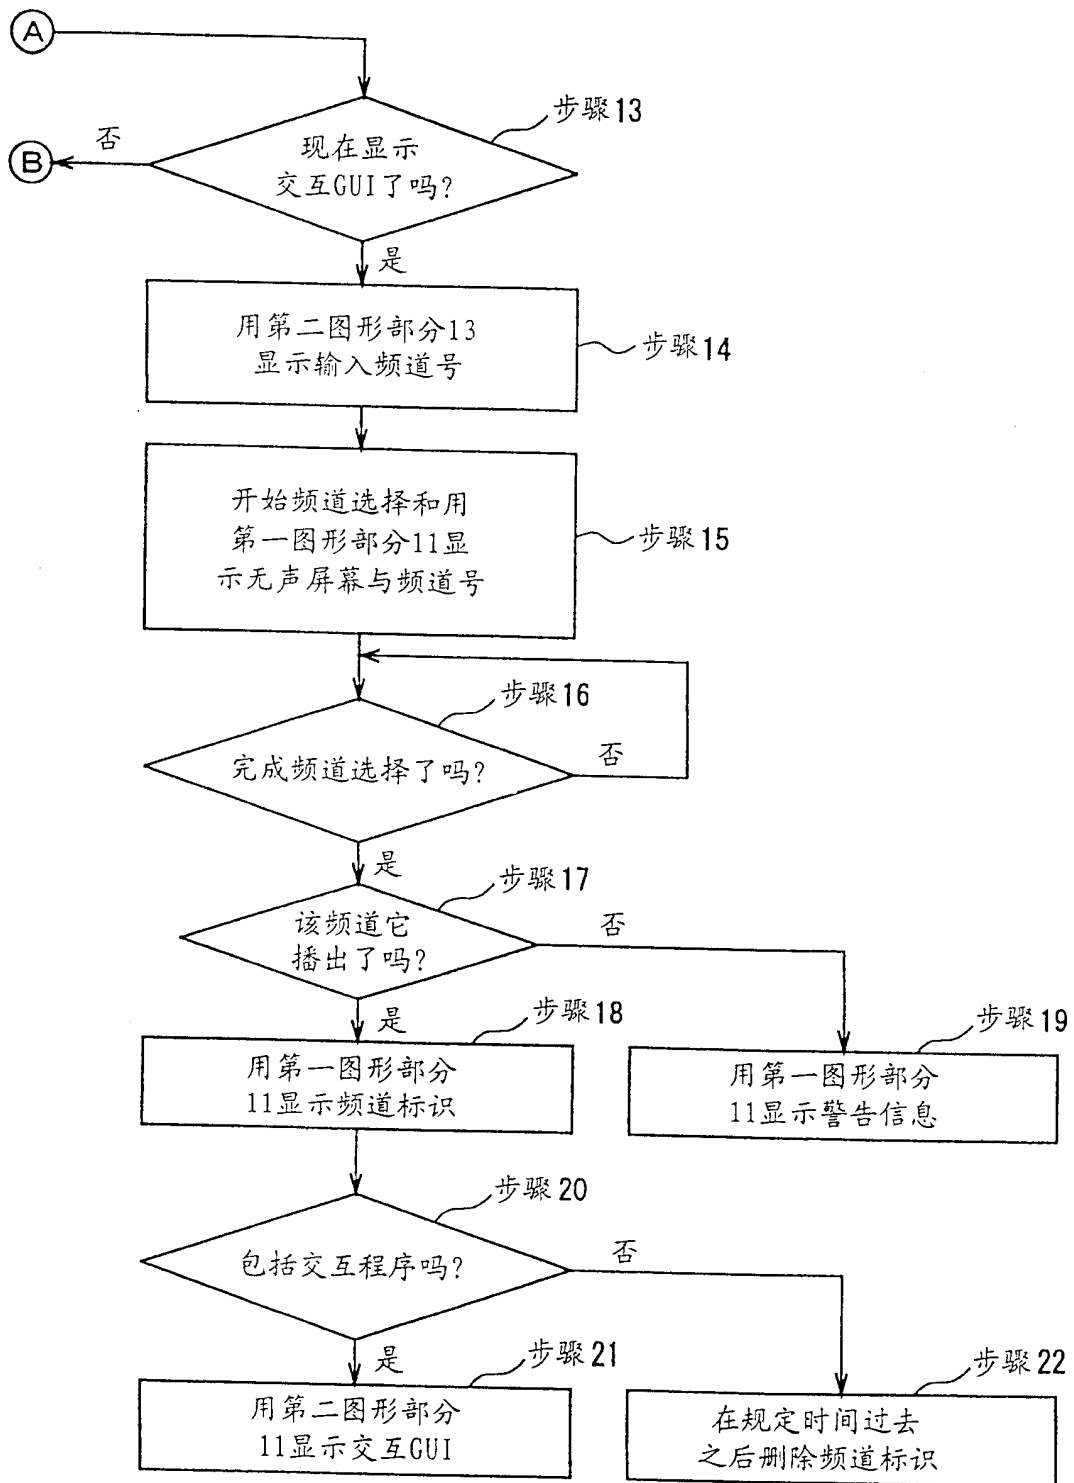 A
步骤13
否
B
现在显示
交互GUI了吗?
是
用第二图形部分13
显示输入频道号
步骤14
开始频道选择和用
第一图形部分11显
示无声屏幕与频道号
步骤15
步骤16
完成频道选择了吗?
否
是
步骤17
该频道它
播出了吗?
否
是
步骤18
用第一图形部分
11显示频道标识
步骤19
用第一图形部分
11显示警告信息
步骤20
包括交互程序吗?
否
是
步骤21
用第二图形部分
11显示交互GUI
步骤22
在规定时间过去
之后删除频道标识